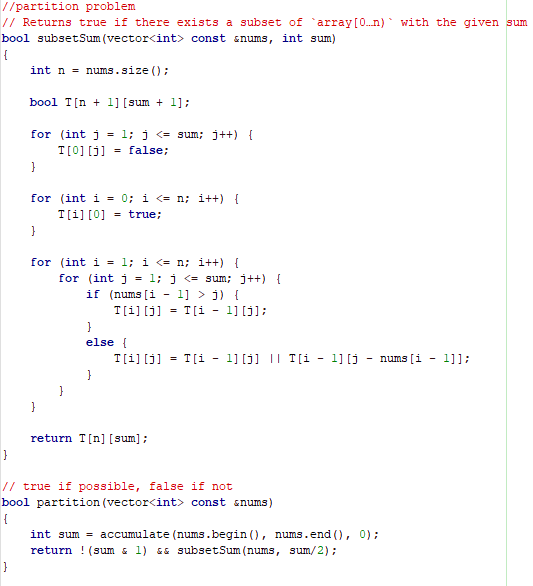 //partition problem
// Returns true if there exists a subset of `array[0…n)` with the given sum
bool subsetSum(vector<int> const &nums, int sum)
{
    int n = nums.size();

    bool T[n + 1][sum + 1];

    for (int j = 1; j <= sum; j++) {
        T[0][j] = false;
    }

    for (int i = 0; i <= n; i++) {
        T[i][0] = true;
    }

    for (int i = 1; i <= n; i++) {
        for (int j = 1; j <= sum; j++) {
            if (nums[i - 1] > j) {
                T[i][j] = T[i - 1][j];
            }
            else {
                T[i][j] = T[i - 1][j] || T[i - 1][j - nums[i - 1]];
            }
        }
    }

    return T[n][sum];
}

// true if possible, false if not
bool partition(vector<int> const &nums)
{
    int sum = accumulate(nums.begin(), nums.end(), 0);
    return !(sum & 1) && subsetSum(nums, sum/2);
}